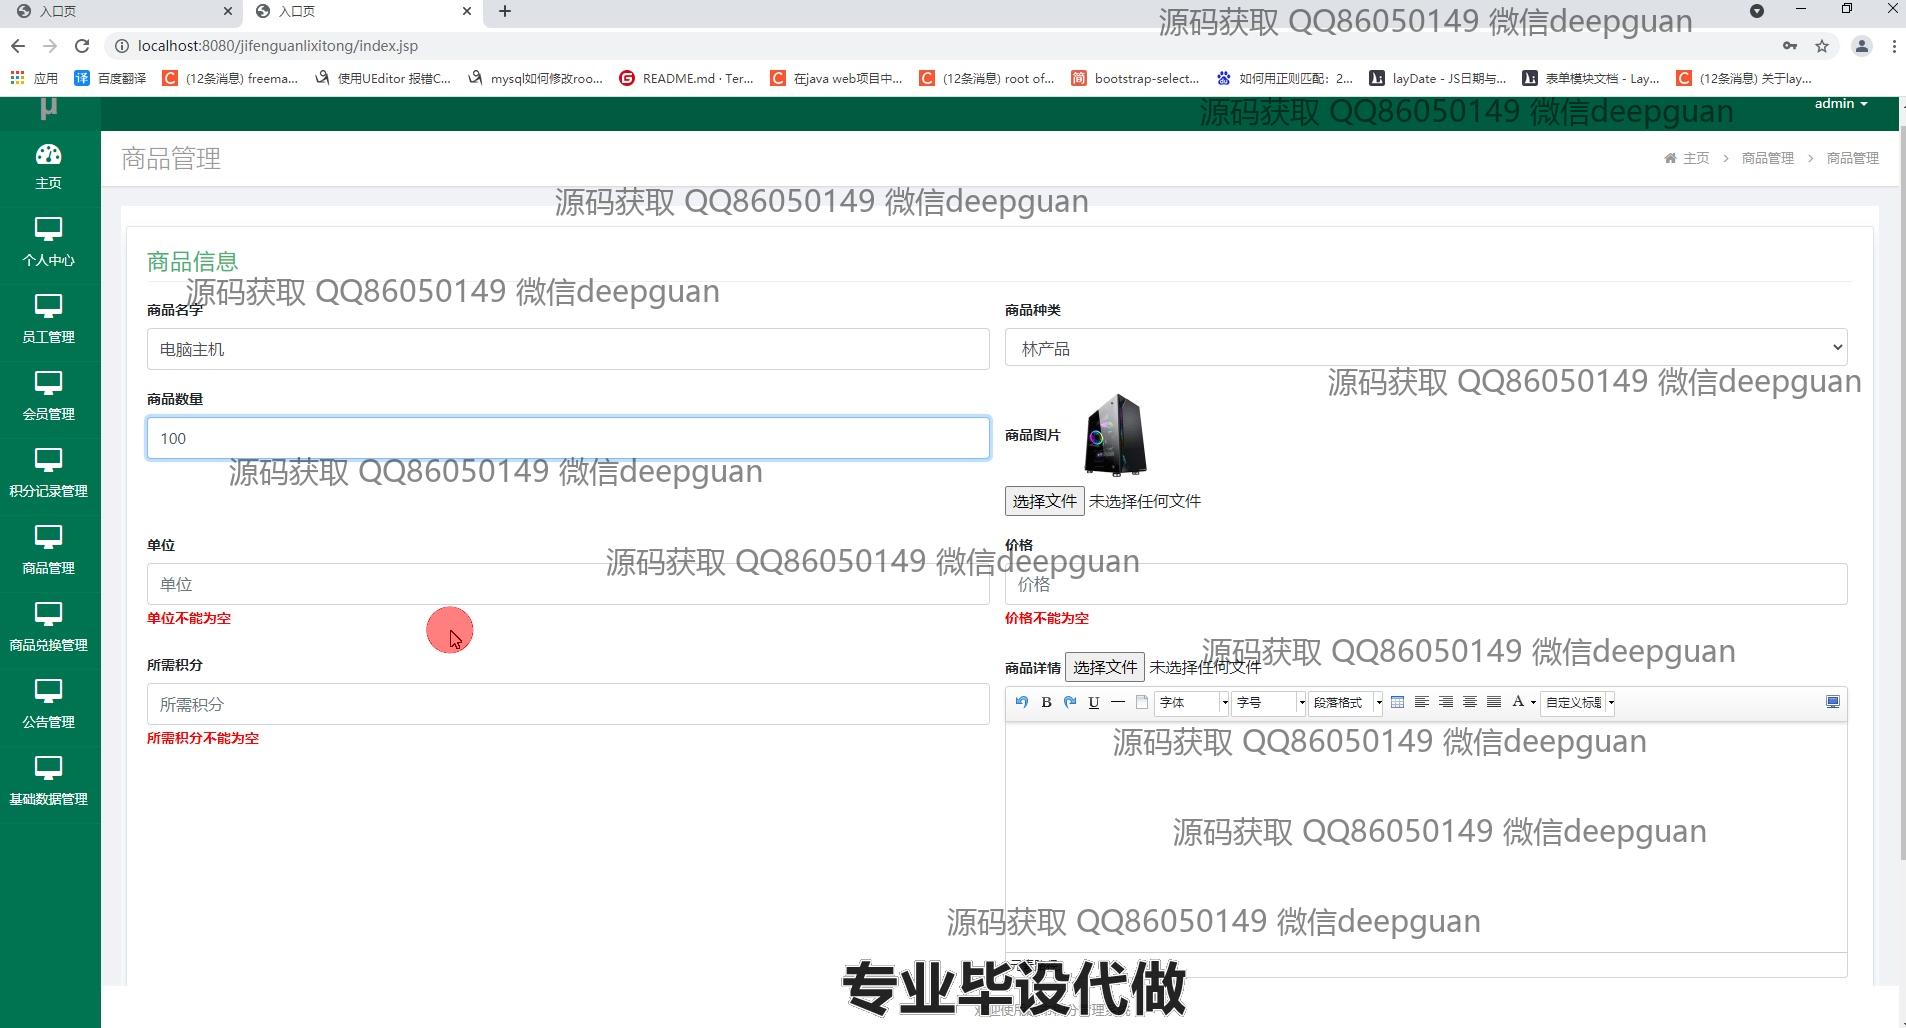 入口页
入口页
源码获取 QQ86050149 微信deepguan
localhost:8080/jifenguanlixitong/index.jsp
应用
百度翻译
(12条消息) freema...
使用UEditor 报错C...
mysql如何修改roo...
README.md · Ter...
在java web项目中...
(12条消息) root of...
bootstrap-select...
如何用正则匹配：2...
layDate - JS日期与...
表单模块文档 - Lay...
(12条消息) 关于lay...
μ
源码获取 QQ86050149 微信deepguan
admin
商品管理
主页 > 商品管理 > 商品管理
主页
个人中心
员工管理
会员管理
积分记录管理
商品管理
商品兑换管理
公告管理
基础数据管理
源码获取 QQ86050149 微信deepguan
商品信息
源码获取 QQ86050149 微信deepguan
商品名字
商品种类
电脑主机
林产品
源码获取 QQ86050149 微信deepguan
商品数量
100
商品图片
源码获取 QQ86050149 微信deepguan
选择文件 未选择任何文件
单位
价格
源码获取 QQ86050149 微信deepguan
单位
价格
单位不能为空
价格不能为空
源码获取 QQ86050149 微信deepguan
所需积分
商品详情 选择文件 未选择任何文件
所需积分
B U 字体 字号 段落格式 A 自定义标题
所需积分不能为空
源码获取 QQ86050149 微信deepguan
源码获取 QQ86050149 微信deepguan
源码获取 QQ86050149 微信deepguan
专业毕设代做